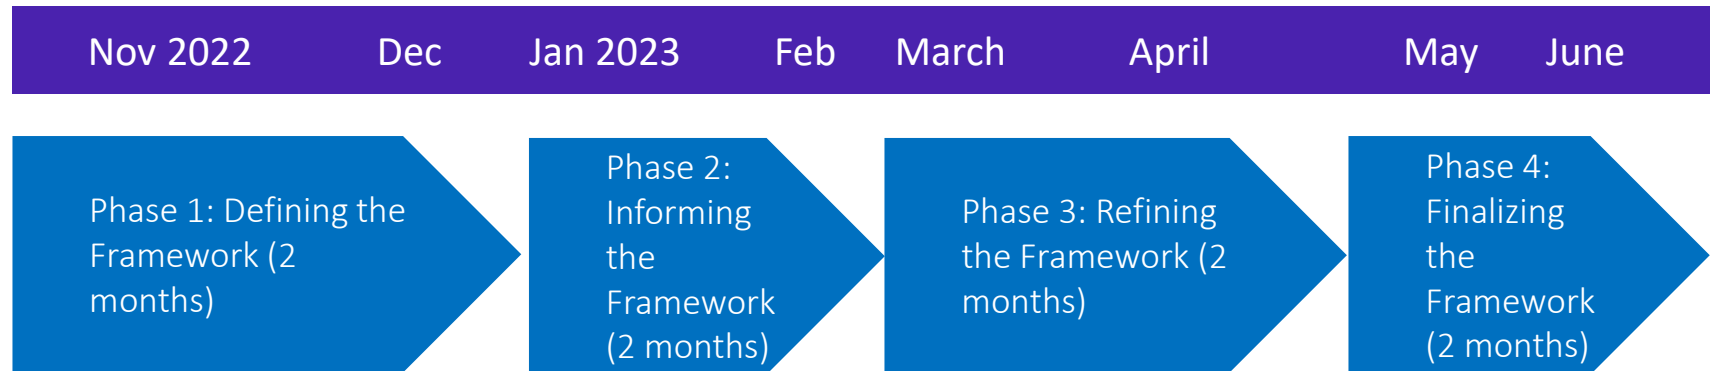 Nov 2022 Dec Jan 2023 Feb March April May June
Phase 1: Defining the
Framework (2
months)
Phase 2:
Informing
the
Framework
(2 months)
Phase 3: Refining
the Framework (2
months)
Phase 4:
Finalizing
the
Framework
(2 months)